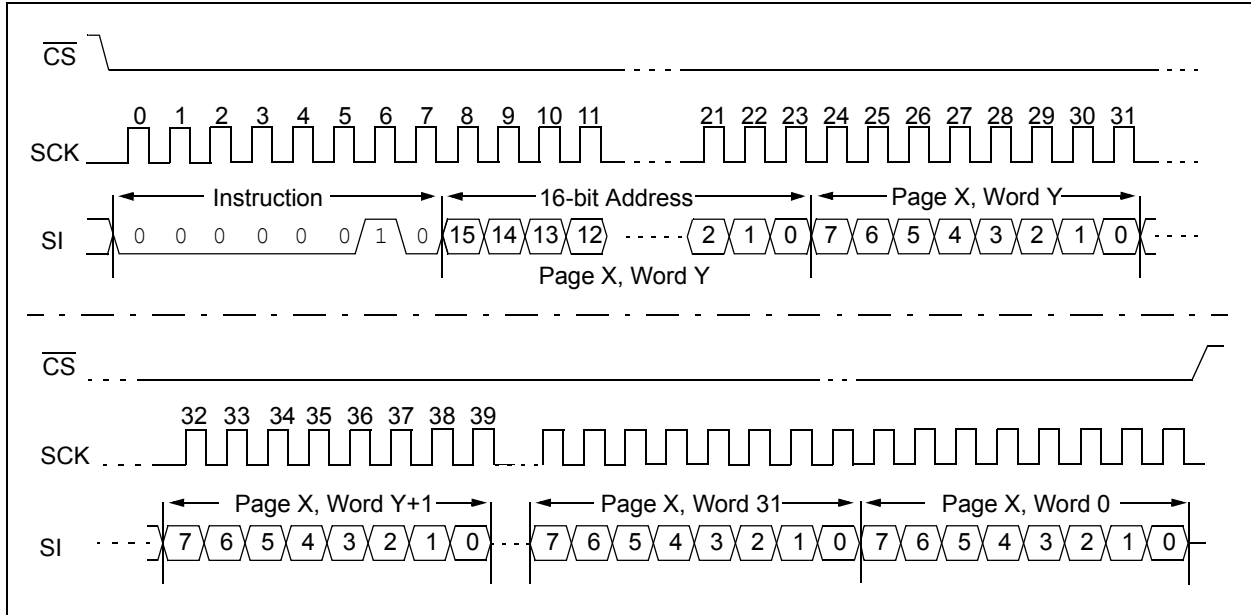 CS
0 1 2 3 4 5 6 7 8 9 10 11 21 22 23 24 25 26 27 28 29 30 31
SCK
Instruction 16-bit Address Page X, Word Y
SI 0 0 0 0 0 0 1 0 15 14 13 12 2 1 0 7 6 5 4 3 2 1 0
Page X, Word Y
CS
32 33 34 35 36 37 38 39
SCK
Page X, Word Y+1 Page X, Word 31 Page X, Word 0
SI 7 6 5 4 3 2 1 0 7 6 5 4 3 2 1 0 7 6 5 4 3 2 1 0